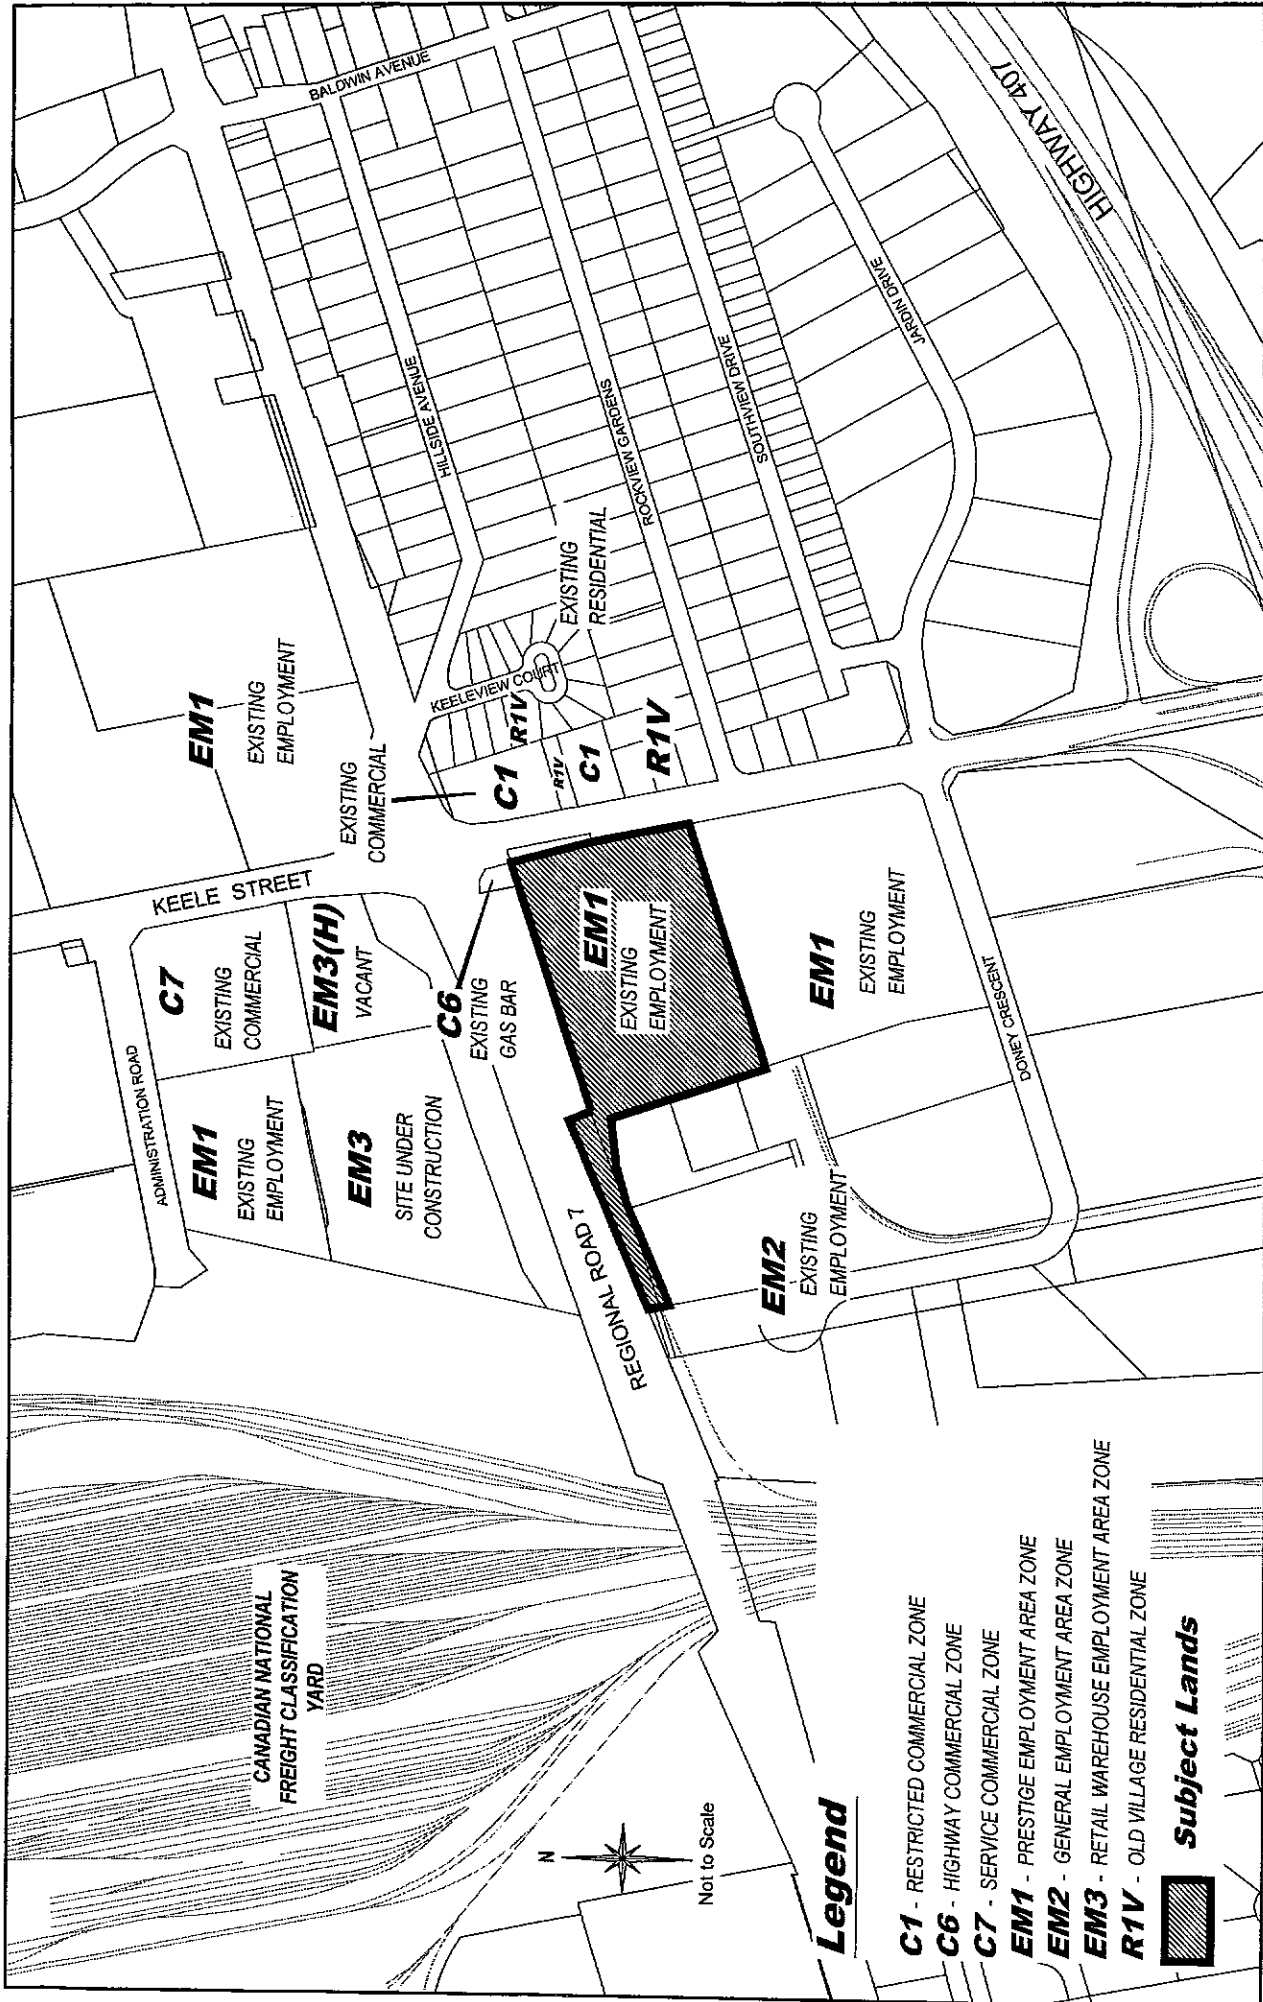 BALDWIN AVENUE
HIGHWAY 407
HILLSIDE AVENUE
ROCKVIEW GARDENS
SOUTHVIEW DRIVE
JARDIN DRIVE
EXISTING
RESIDENTIAL
KEELEVIEW COURT
EM1
EXISTING
EMPLOYMENT
EXISTING
COMMERCIAL
C1
R1V
R1V
C1
R1V
KEELE STREET
C7
EXISTING
COMMERCIAL
EM3(H)
VACANT
C6
EXISTING
GAS BAR
EM1
EXISTING
EMPLOYMENT
EM1
EXISTING
EMPLOYMENT
DONEY CRESCENT
ADMINISTRATION ROAD
EM1
EXISTING
EMPLOYMENT
EM3
SITE UNDER
CONSTRUCTION
REGIONAL ROAD 7
EM2
EXISTING
EMPLOYMENT
CANADIAN NATIONAL
FREIGHT CLASSIFICATION
YARD
N
Not to Scale
Legend
C1 - RESTRICTED COMMERCIAL ZONE
C6 - HIGHWAY COMMERCIAL ZONE
C7 - SERVICE COMMERCIAL ZONE
EM1 - PRESTIGE EMPLOYMENT AREA ZONE
EM2 - GENERAL EMPLOYMENT AREA ZONE
EM3 - RETAIL WAREHOUSE EMPLOYMENT AREA ZONE
R1V - OLD VILLAGE RESIDENTIAL ZONE
Subject Lands